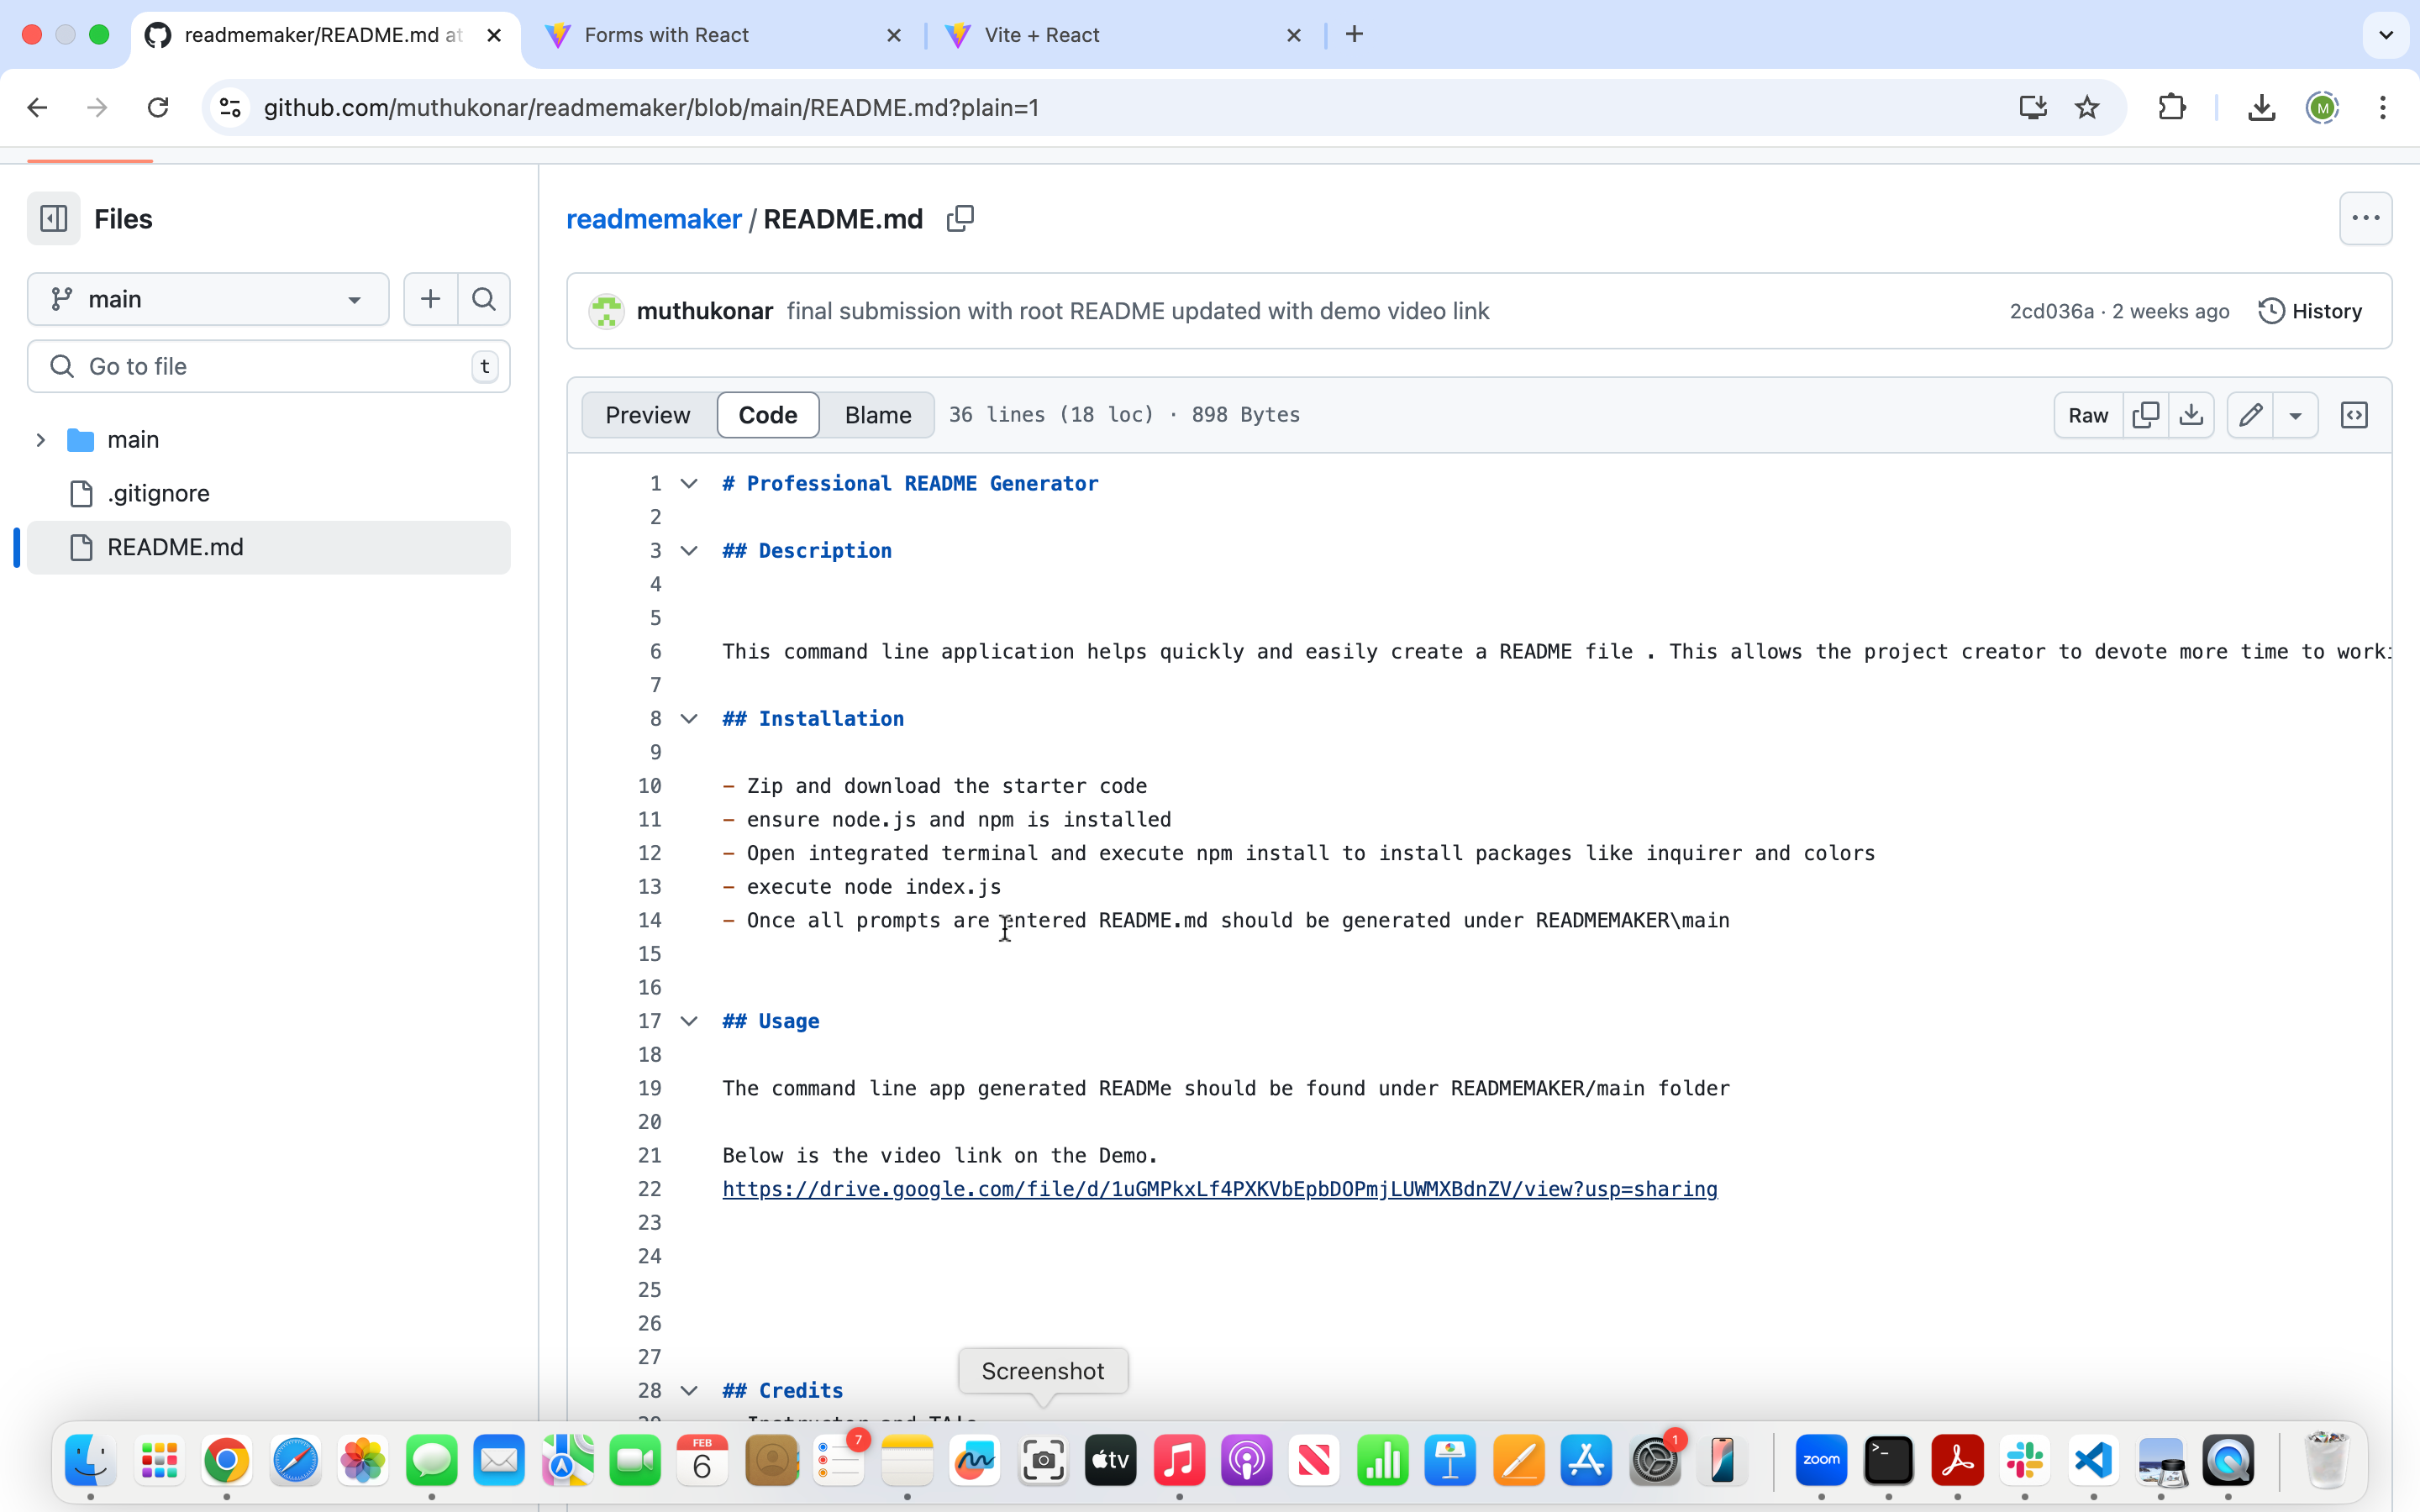 readmemaker/README.md at
Forms with React
Vite + React
github.com/muthukonar/readmemaker/blob/main/README.md?plain=1
M
Files
readmemaker / README.md
main
muthukonar final submission with root README updated with demo video link 2cd036a · 2 weeks ago History
Go to file t
Preview Code Blame 36 lines (18 loc) · 898 Bytes Raw
main
.gitignore
README.md
1 # Professional README Generator
2
3 ## Description
4
5
6 This command line application helps quickly and easily create a README file . This allows the project creator to devote more time to worki
7
8 ## Installation
9
10 - Zip and download the starter code
11 - ensure node.js and npm is installed
12 - Open integrated terminal and execute npm install to install packages like inquirer and colors
13 - execute node index.js
14 - Once all prompts are entered README.md should be generated under READMEMAKER\main
15
16
17 ## Usage
18
19 The command line app generated READMe should be found under READMEMAKER/main folder
20
21 Below is the video link on the Demo.
22 https://drive.google.com/file/d/1uGMPkxLf4PXKVbEpbDOPmjLUWMXBdnZV/view?usp=sharing
23
24
25
26
27
Screenshot
28 ## Credits
29 - Instructor and TA's
FEB
6
7
tv
1
zoom
>_